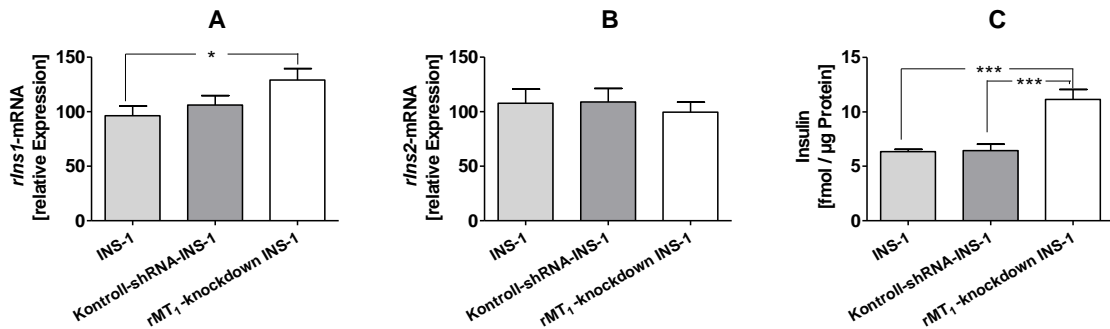 A
rIns1-mRNA
[relative Expression]
150
100
50
0
*
INS-1
Kontroll-shRNA-INS-1
rMT₁-knockdown INS-1
B
rIns2-mRNA
[relative Expression]
150
100
50
0
INS-1
Kontroll-shRNA-INS-1
rMT₁-knockdown INS-1
C
Insulin
[fmol / µg Protein]
15
10
5
0
***
***
INS-1
Kontroll-shRNA-INS-1
rMT₁-knockdown INS-1